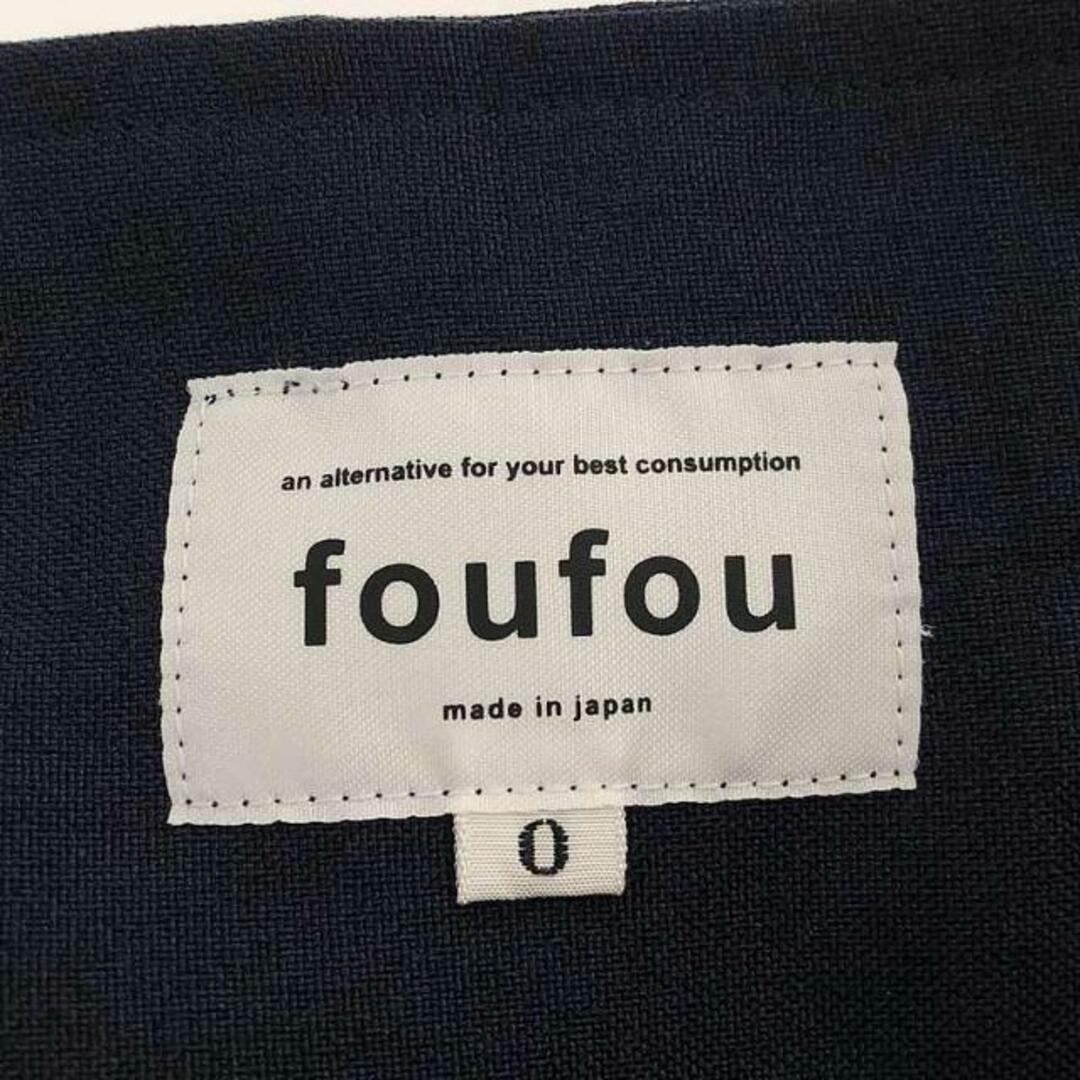 an alternative for your best consumption
foufou
made in japan
0